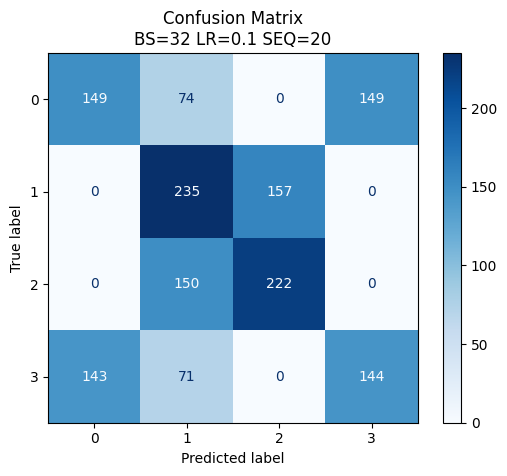 Confusion Matrix
BS=32 LR=0.1 SEQ=20
0 149 74 0 149
200
1 0 235 157 0
150
True label
100
2 0 150 222 0
50
3 143 71 0 144
0
0 1 2 3
Predicted label